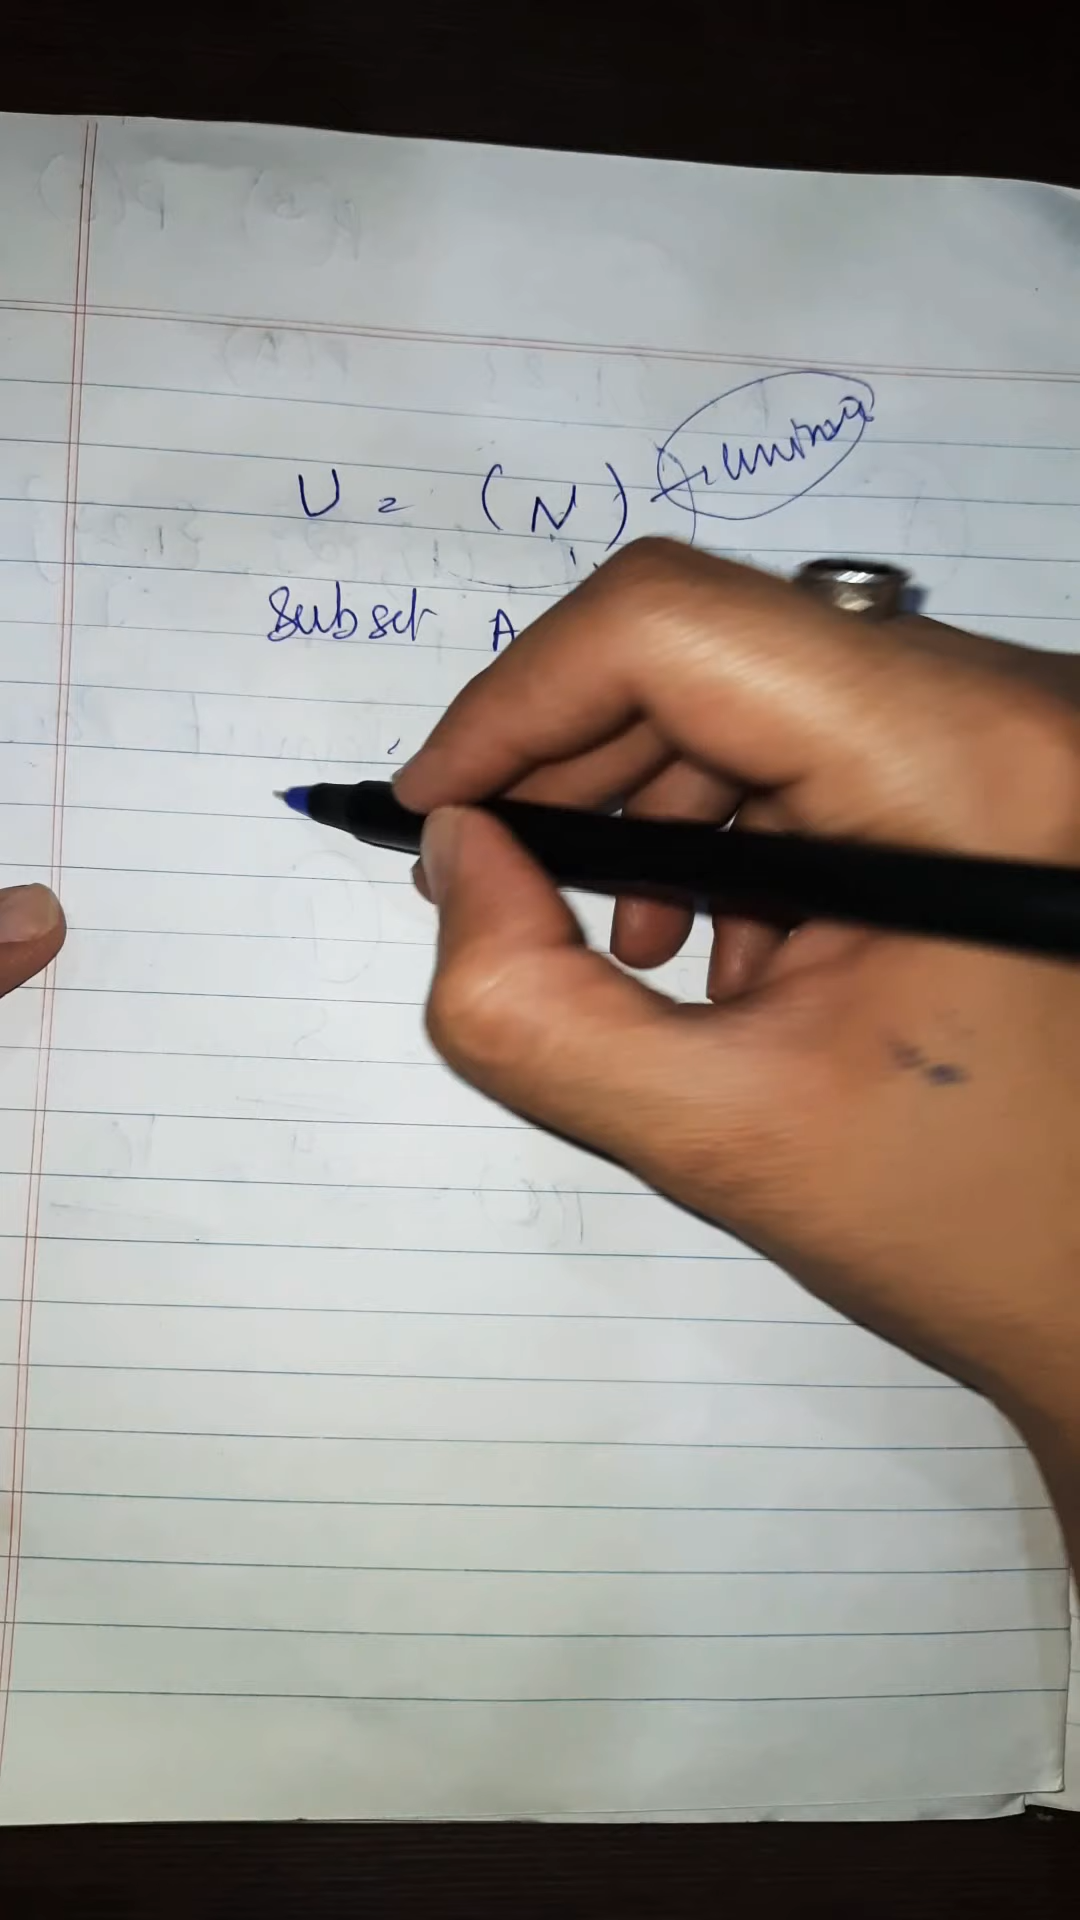 U = (N)
Subset A